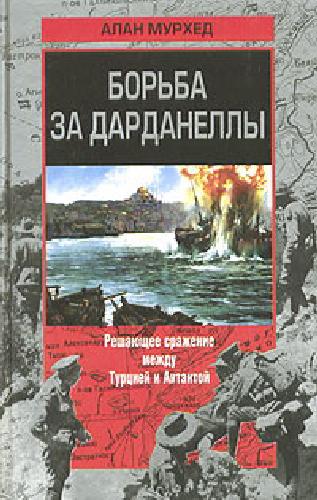 АЛАН МУРХЕД
БОРЬБА
ЗА ДАРДАНЕЛЛЫ
Решающее сражение
между
Турцией и Антантой